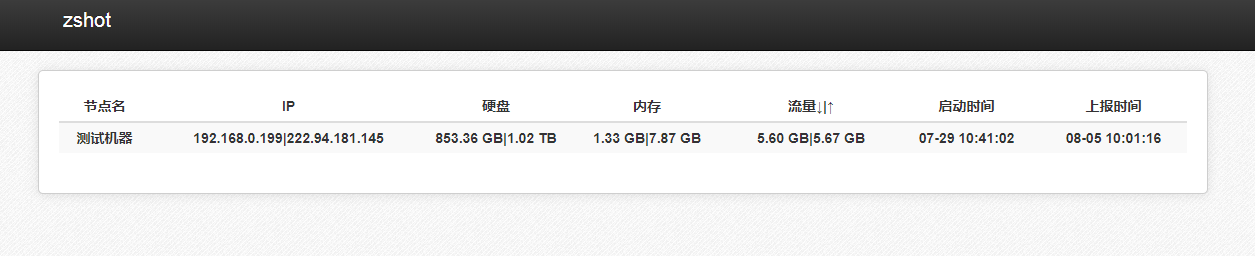 zshot
节点名 IP 硬盘 内存 流量↓|↑ 启动时间 上报时间
测试机器 192.168.0.199|222.94.181.145 853.36 GB|1.02 TB 1.33 GB|7.87 GB 5.60 GB|5.67 GB 07-29 10:41:02 08-05 10:01:16